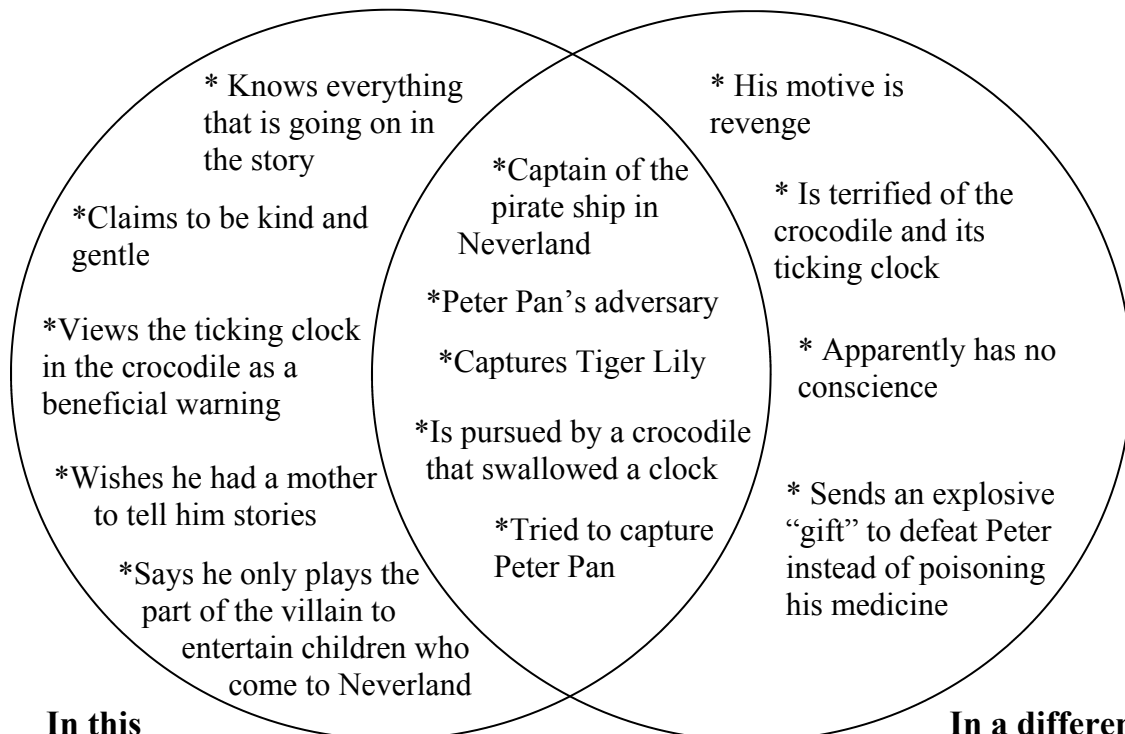 * Knows everything
that is going on in
the story
*Claims to be kind and
gentle
*Views the ticking clock
in the crocodile as a
beneficial warning
*Wishes he had a mother
to tell him stories
*Says he only plays the
part of the villain to
entertain children who
come to Neverland
*Captain of the
pirate ship in
Neverland
*Peter Pan’s adversary
*Captures Tiger Lily
*Is pursued by a crocodile
that swallowed a clock
*Tried to capture
Peter Pan
* His motive is
revenge
* Is terrified of the
crocodile and its
ticking clock
* Apparently has no
conscience
* Sends an explosive
“gift” to defeat Peter
instead of poisoning
his medicine
In this
In a differen